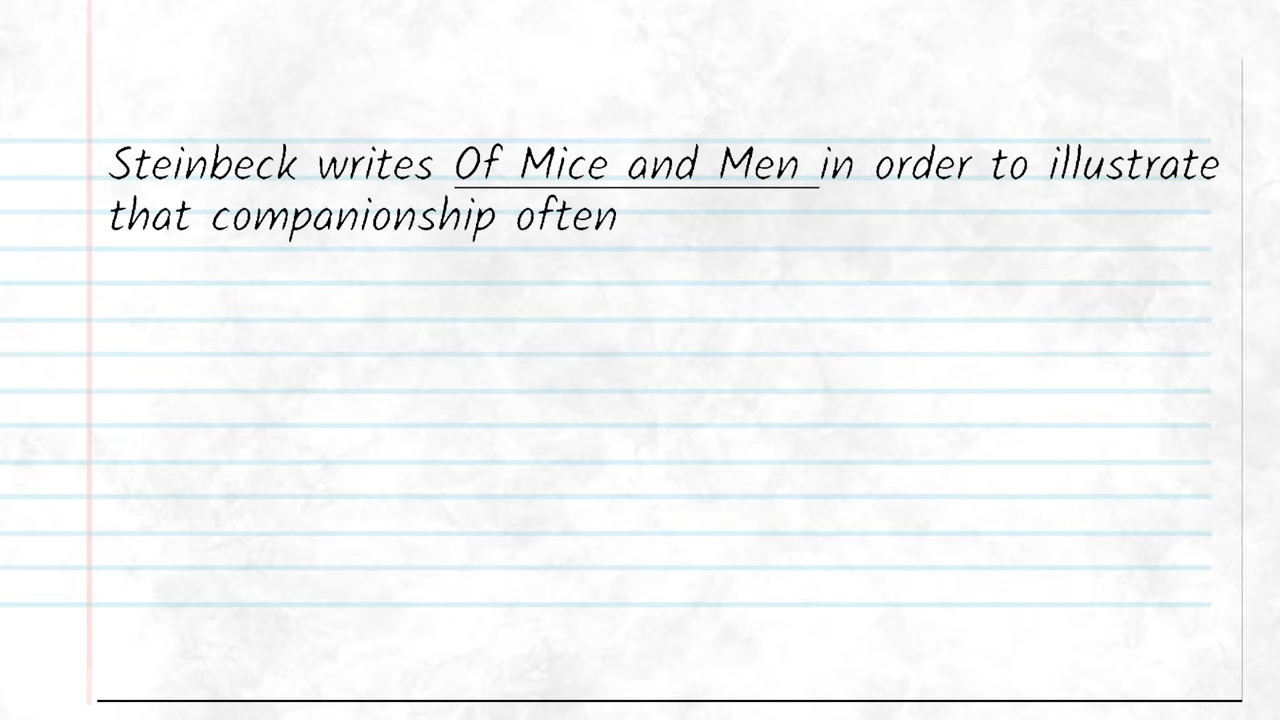 Steinbeck writes Of Mice and Men in order to illustrate
that companionship often